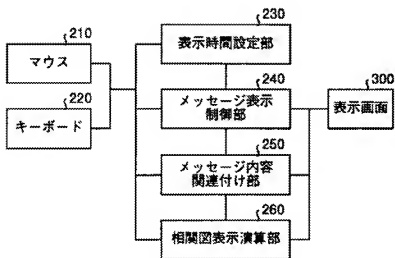 230
210
表示時間設定部
マウス
240
300
メッセージ表示
制御部
表示画面
220
キーボード
250
メッセージ内容
関連付け部
260
相関図表示演算部